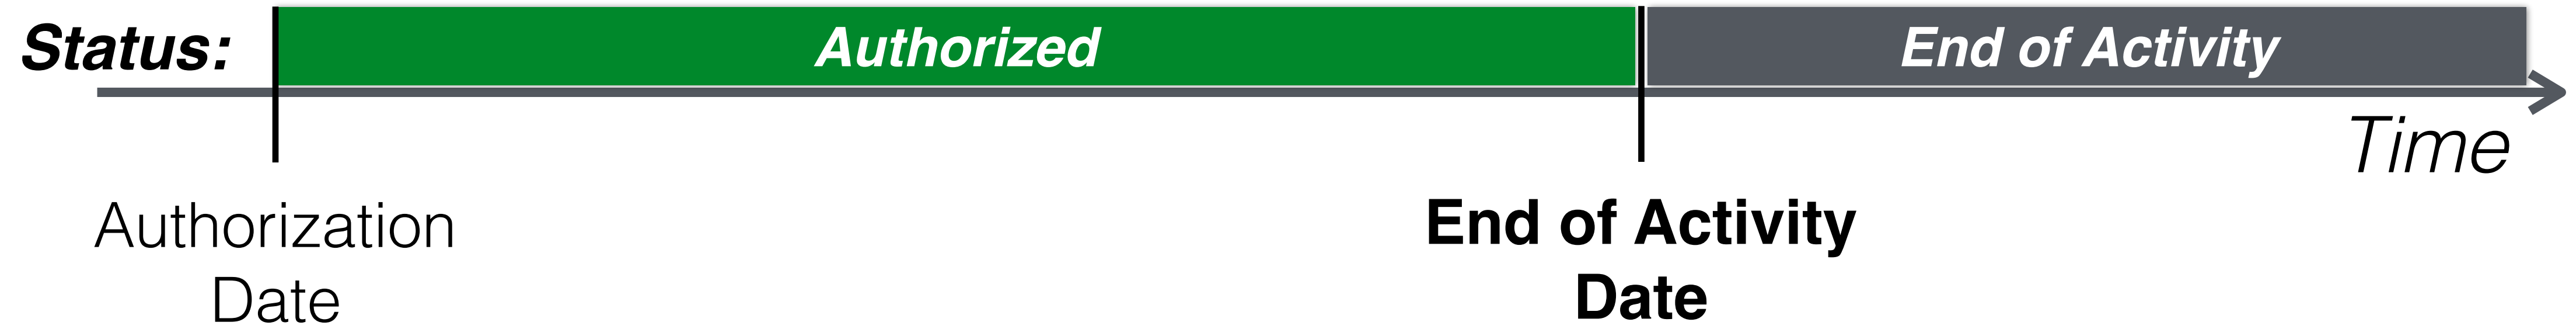 Status:
Authorized
End of Activity
Time
Authorization
Date
End of Activity
Date